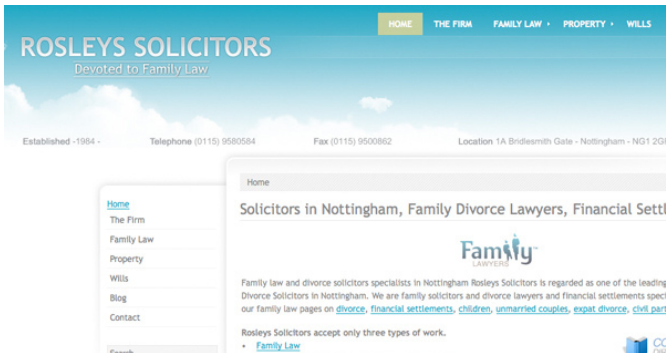 HOME THE FIRM FAMILY LAW PROPERTY WILLS
ROSLEYS SOLICITORS
Devoted to Family Law
Established -1984 - Telephone (0115) 9580584 Fax (0115) 9500862 Location 1A Bridlesmith Gate - Nottingham - NG1 2G
Home
Home
The Firm
Family Law
Property
Wills
Blog
Contact
Search
Solicitors in Nottingham, Family Divorce Lawyers, Financial Settl
Family
LAWYERS
Family law and divorce solicitors specialists in Nottingham Rosleys Solicitors is regarded as one of the leading
Divorce Solicitors in Nottingham. We are family solicitors and divorce lawyers and financial settlements speci
our family law pages on divorce, financial settlements, children, unmarried couples, expat divorce, civil part
Rosleys Solicitors accept only three types of work.
• Family Law